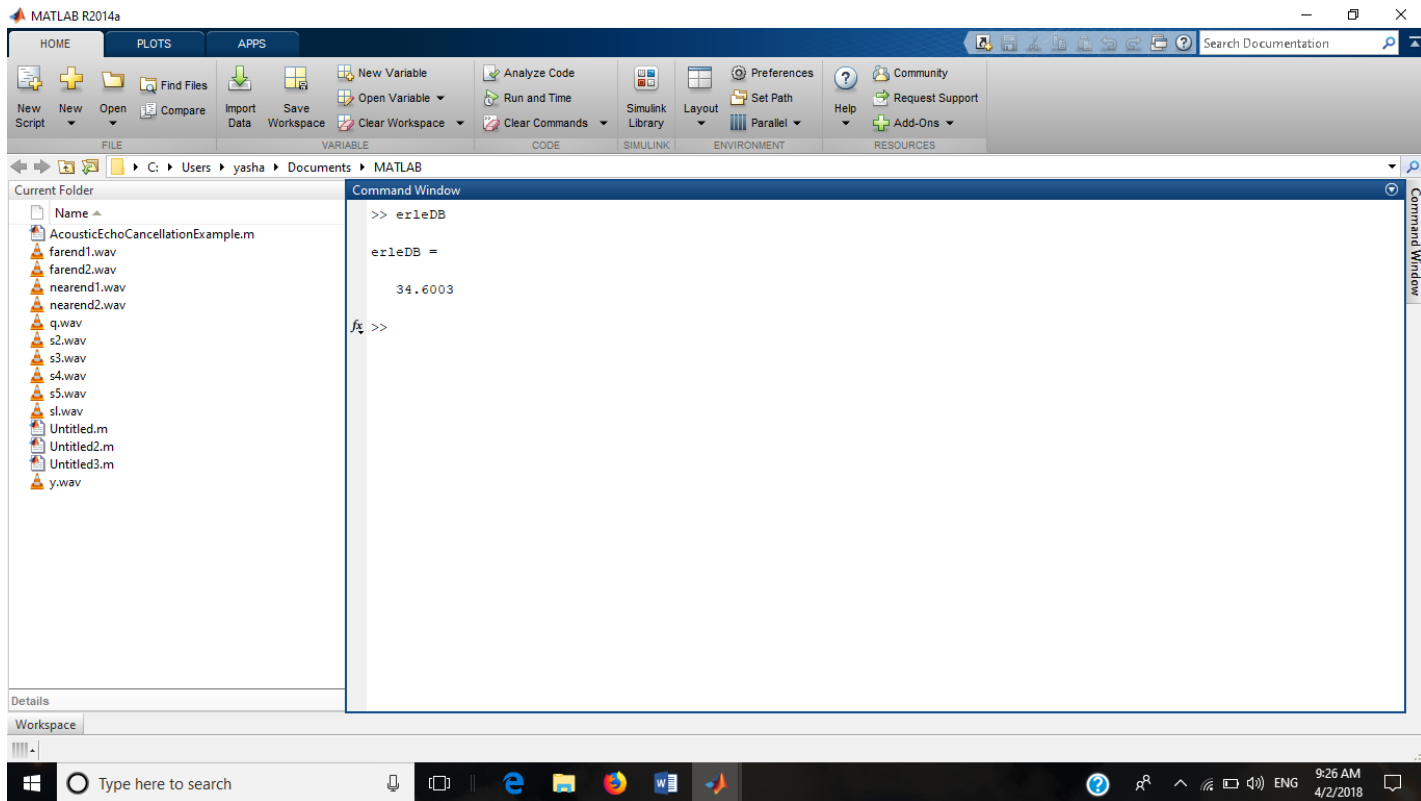 MATLAB R2014a
HOME PLOTS APPS
Search Documentation
New Script
New
Open
Find Files
Compare
FILE
Import Data
Save Workspace
New Variable
Open Variable
Clear Workspace
VARIABLE
Analyze Code
Run and Time
Clear Commands
CODE
Simulink Library
SIMULINK
Layout
Preferences
Set Path
Parallel
ENVIRONMENT
Help
Community
Request Support
Add-Ons
RESOURCES
C: Users yasha Documents MATLAB
Current Folder
Name
AcousticEchoCancellationExample.m
farend1.wav
farend2.wav
nearend1.wav
nearend2.wav
q.wav
s2.wav
s3.wav
s4.wav
s5.wav
sl.wav
Untitled.m
Untitled2.m
Untitled3.m
y.wav
Details
Workspace
Command Window
>> erleDB
erleDB =
34.6003
fx >>
Command Window
Type here to search
ENG
9:26 AM
4/2/2018